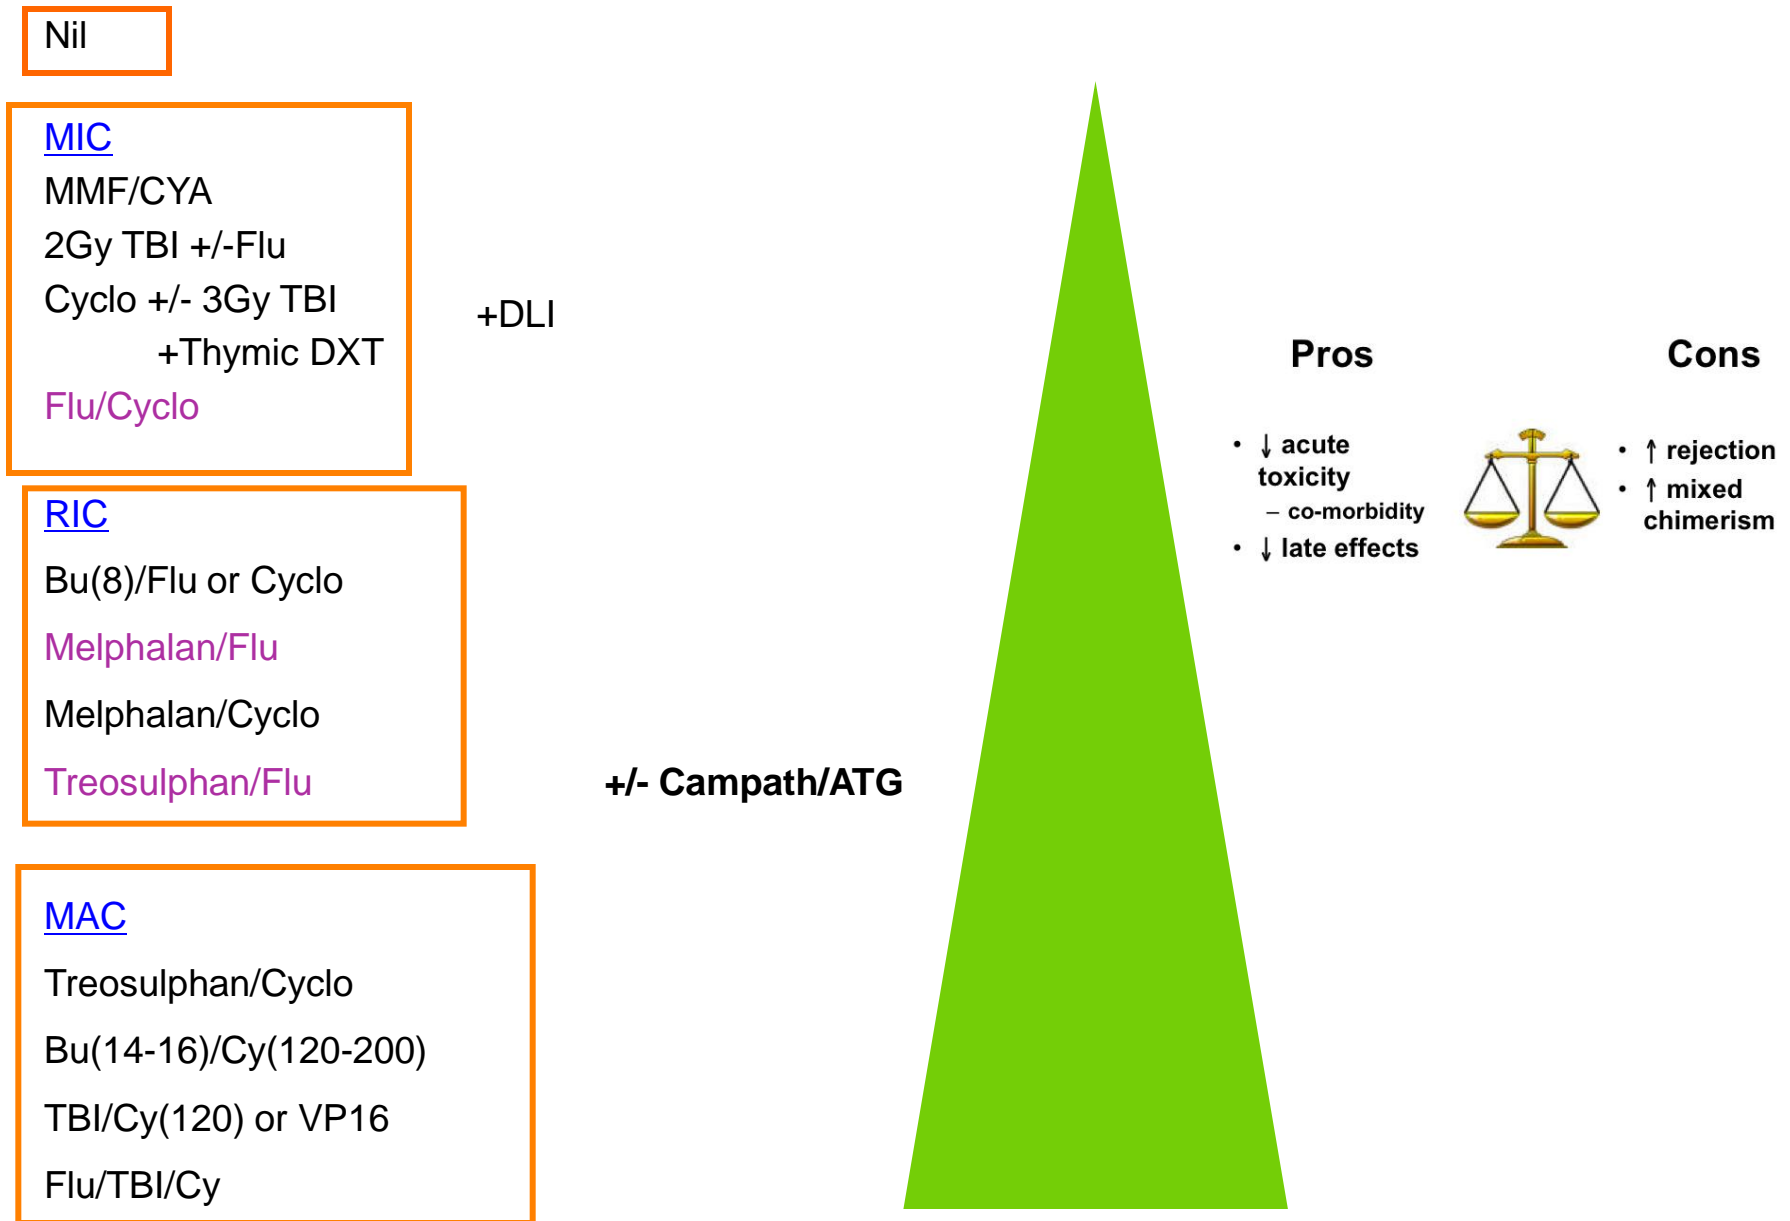 Nil
MIC
MMF/CYA
2Gy TBI +/-Flu
Cyclo +/- 3Gy TBI
+Thymic DXT
Flu/Cyclo
+DLI
RIC
Bu(8)/Flu or Cyclo
Melphalan/Flu
Melphalan/Cyclo
Treosulphan/Flu
+/- Campath/ATG
MAC
Treosulphan/Cyclo
Bu(14-16)/Cy(120-200)
TBI/Cy(120) or VP16
Flu/TBI/Cy
Pros
• ↓ acute
toxicity
– co-morbidity
• ↓ late effects
Cons
• ↑ rejection
• ↑ mixed
chimerism